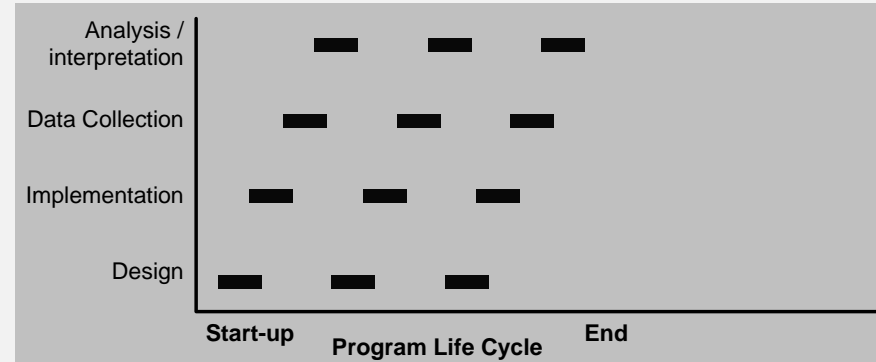 Analysis /
interpretation
Data Collection
Implementation
Design
Start-up
End
Program Life Cycle